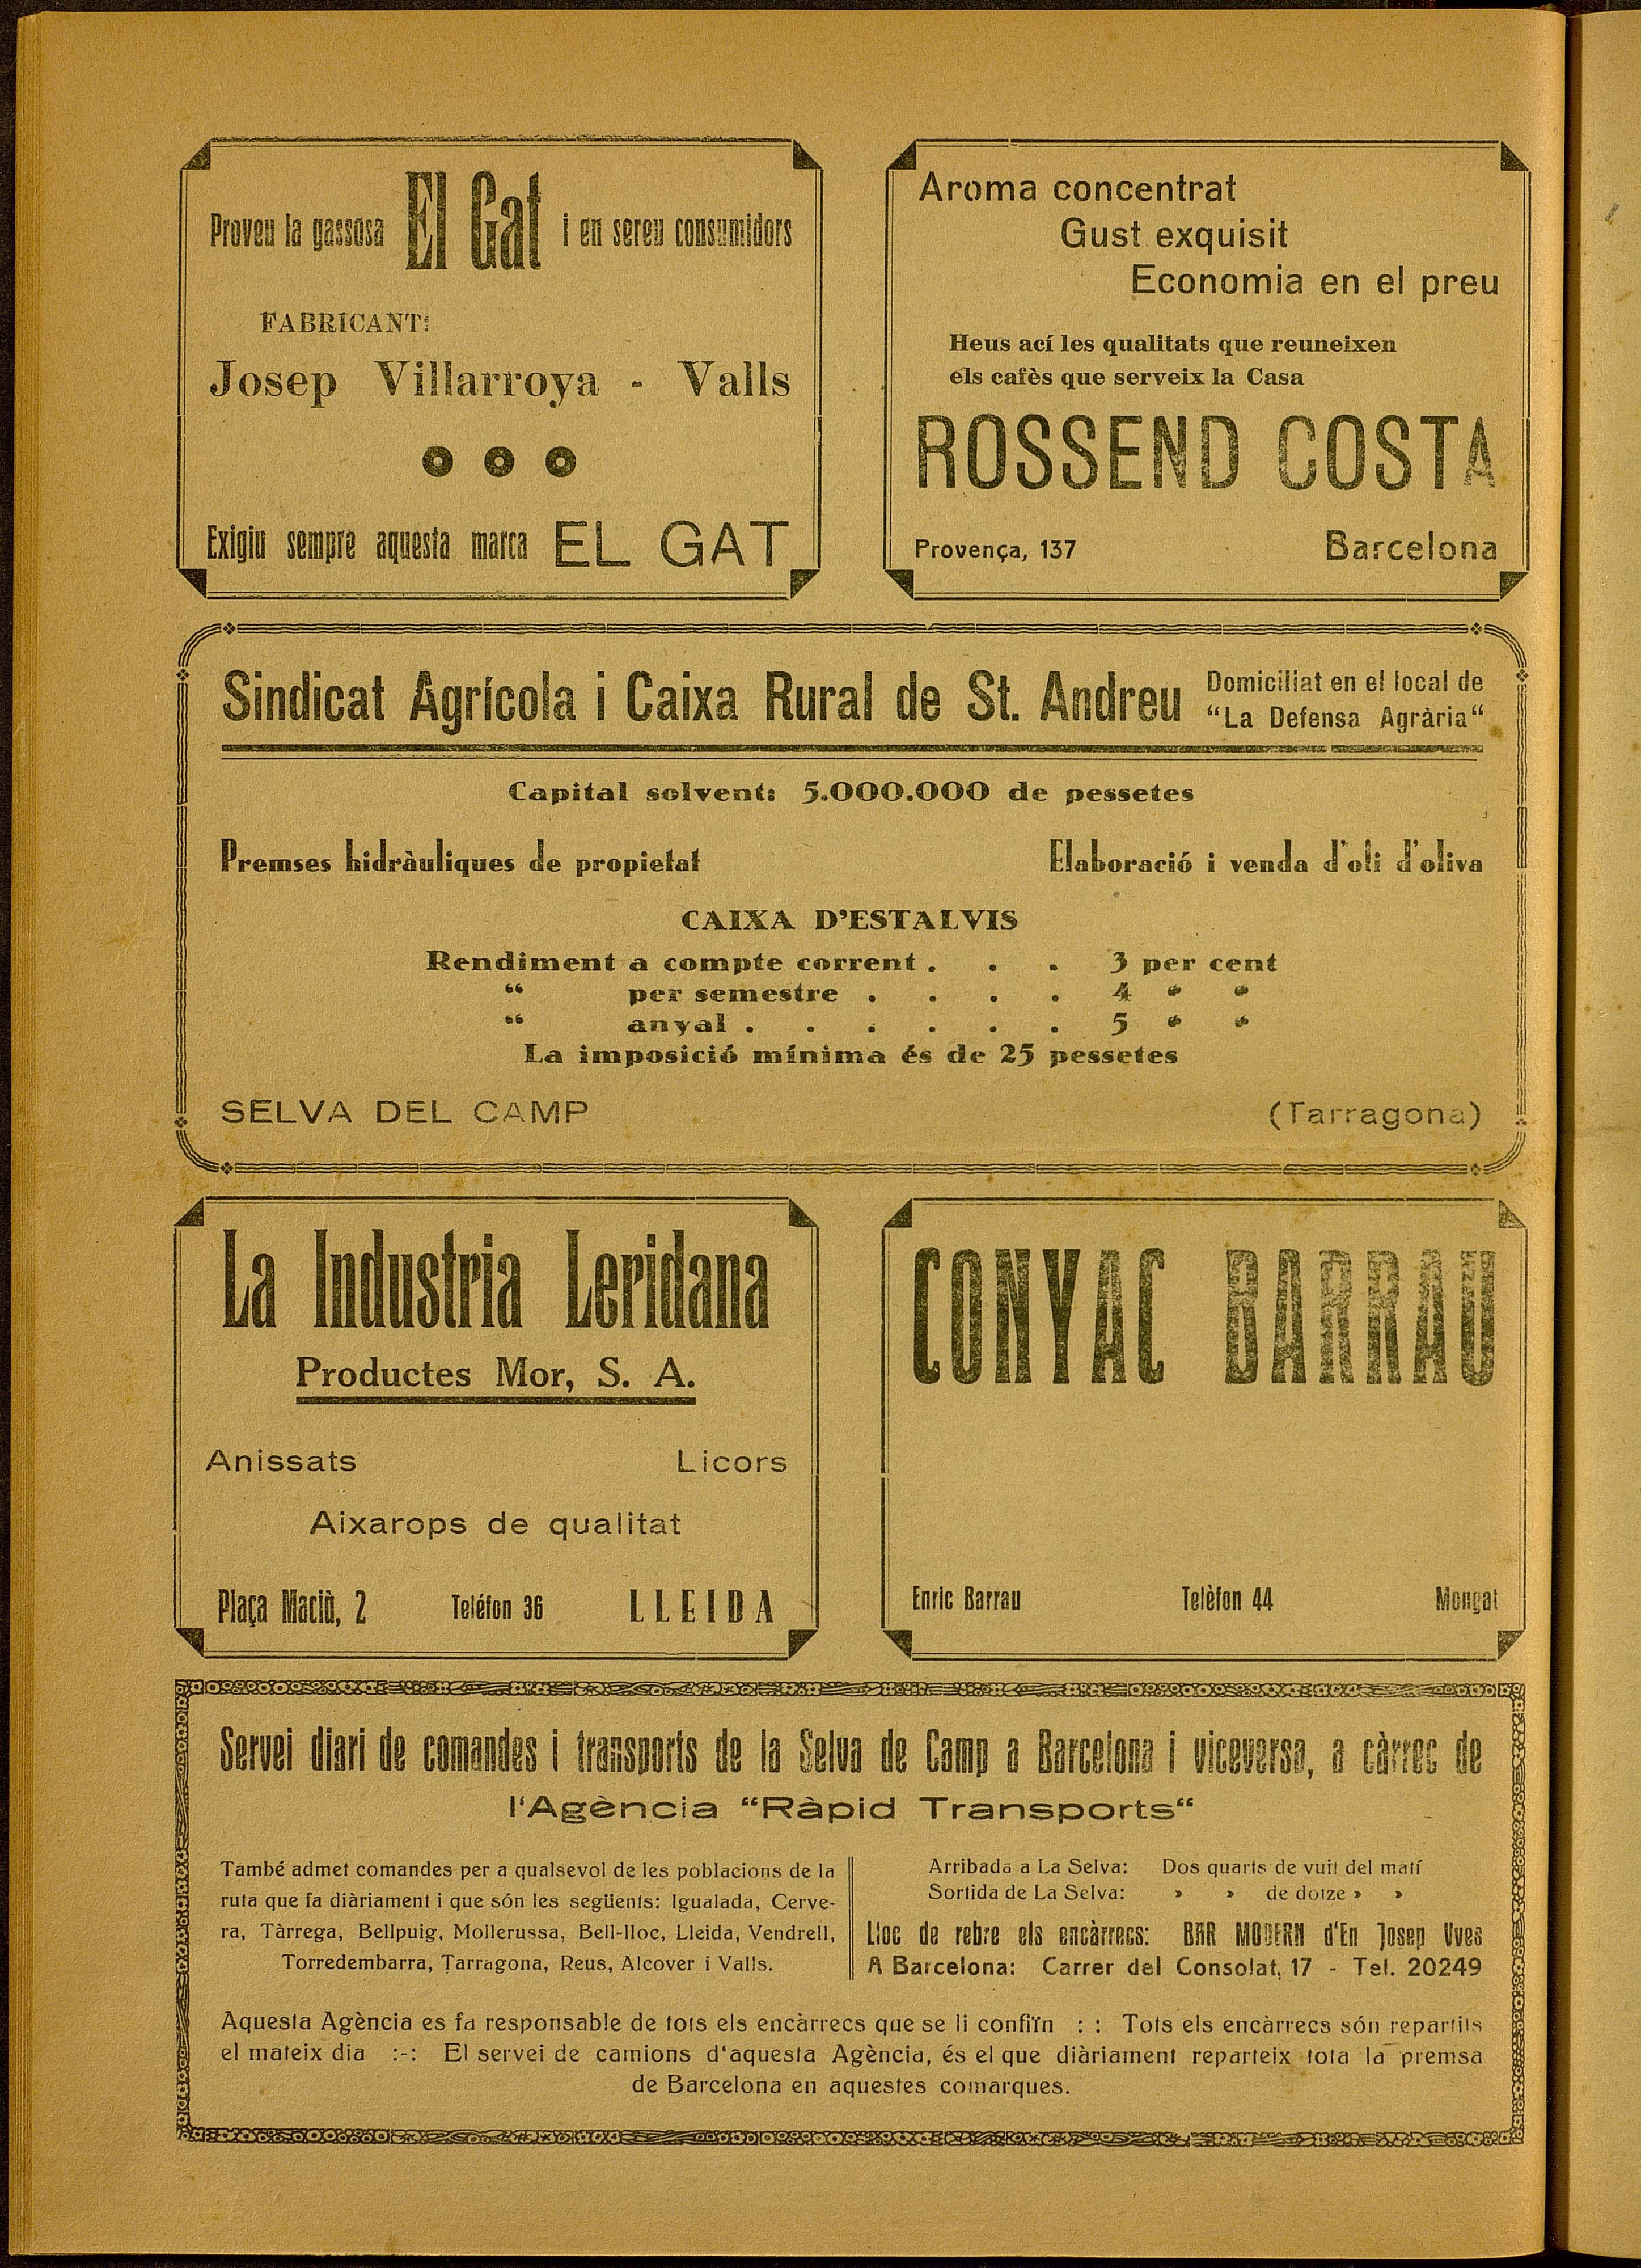 Proveu la gassosa El Gat i en sereu consumidors
FABRICANT:
Josep Villarroya - Valls
Exigiu sempre aquesta marca EL GAT
Aroma concentrat
Gust exquisit
Economia en el preu
Heus ací les qualitats que reuneixen
els cafès que serveix la Casa
ROSSEND COSTA
Provença, 137 Barcelona
Sindicat Agrícola i Caixa Rural de St. Andreu
Domiciliat en el local de
“La Defensa Agrària“
Capital solvent: 5.000.000 de pessetes
Premses hidràuliques de propietat Elaboració i venda d'oli d'oliva
CAIXA D'ESTALVIS
Rendiment a compte corrent . . . 3 per cent
“ per semestre . . . . 4 “ “
“ anyal . . . . . . 5 “ “
La imposició mínima és de 25 pessetes
SELVA DEL CAMP (Tarragona)
La Industria Leridana
Productes Mor, S. A.
Anissats Licors
Aixarops de qualitat
Plaça Macià, 2 Teléfon 36 LLEIDA
CONYAC BARRAU
Enric Barrau Telèfon 44 Mongat
Servei diari de comandes i transports de la Selva de Camp a Barcelona i viceversa, a càrrec de
l'Agència “Ràpid Transports“
També admet comandes per a qualsevol de les poblacions de la
ruta que fa diàriament i que són les següents: Igualada, Cerve-
ra, Tàrrega, Bellpuig, Mollerussa, Bell-lloc, Lleida, Vendrell,
Torredembarra, Tarragona, Reus, Alcover i Valls.
Arribada a La Selva: Dos quarts de vuit del matí
Sortida de La Selva: » » de dotze » »
Lloc de rebre els encàrrecs: BAR MODERN d'En Josep Vves
A Barcelona: Carrer del Consolat, 17 - Tel. 20249
Aquesta Agència es fa responsable de tots els encàrrecs que se li confiïn : : Tots els encàrrecs són repartits
el mateix dia :-: El servei de camions d'aquesta Agència, és el que diàriament reparteix tota la premsa
de Barcelona en aquestes comarques.